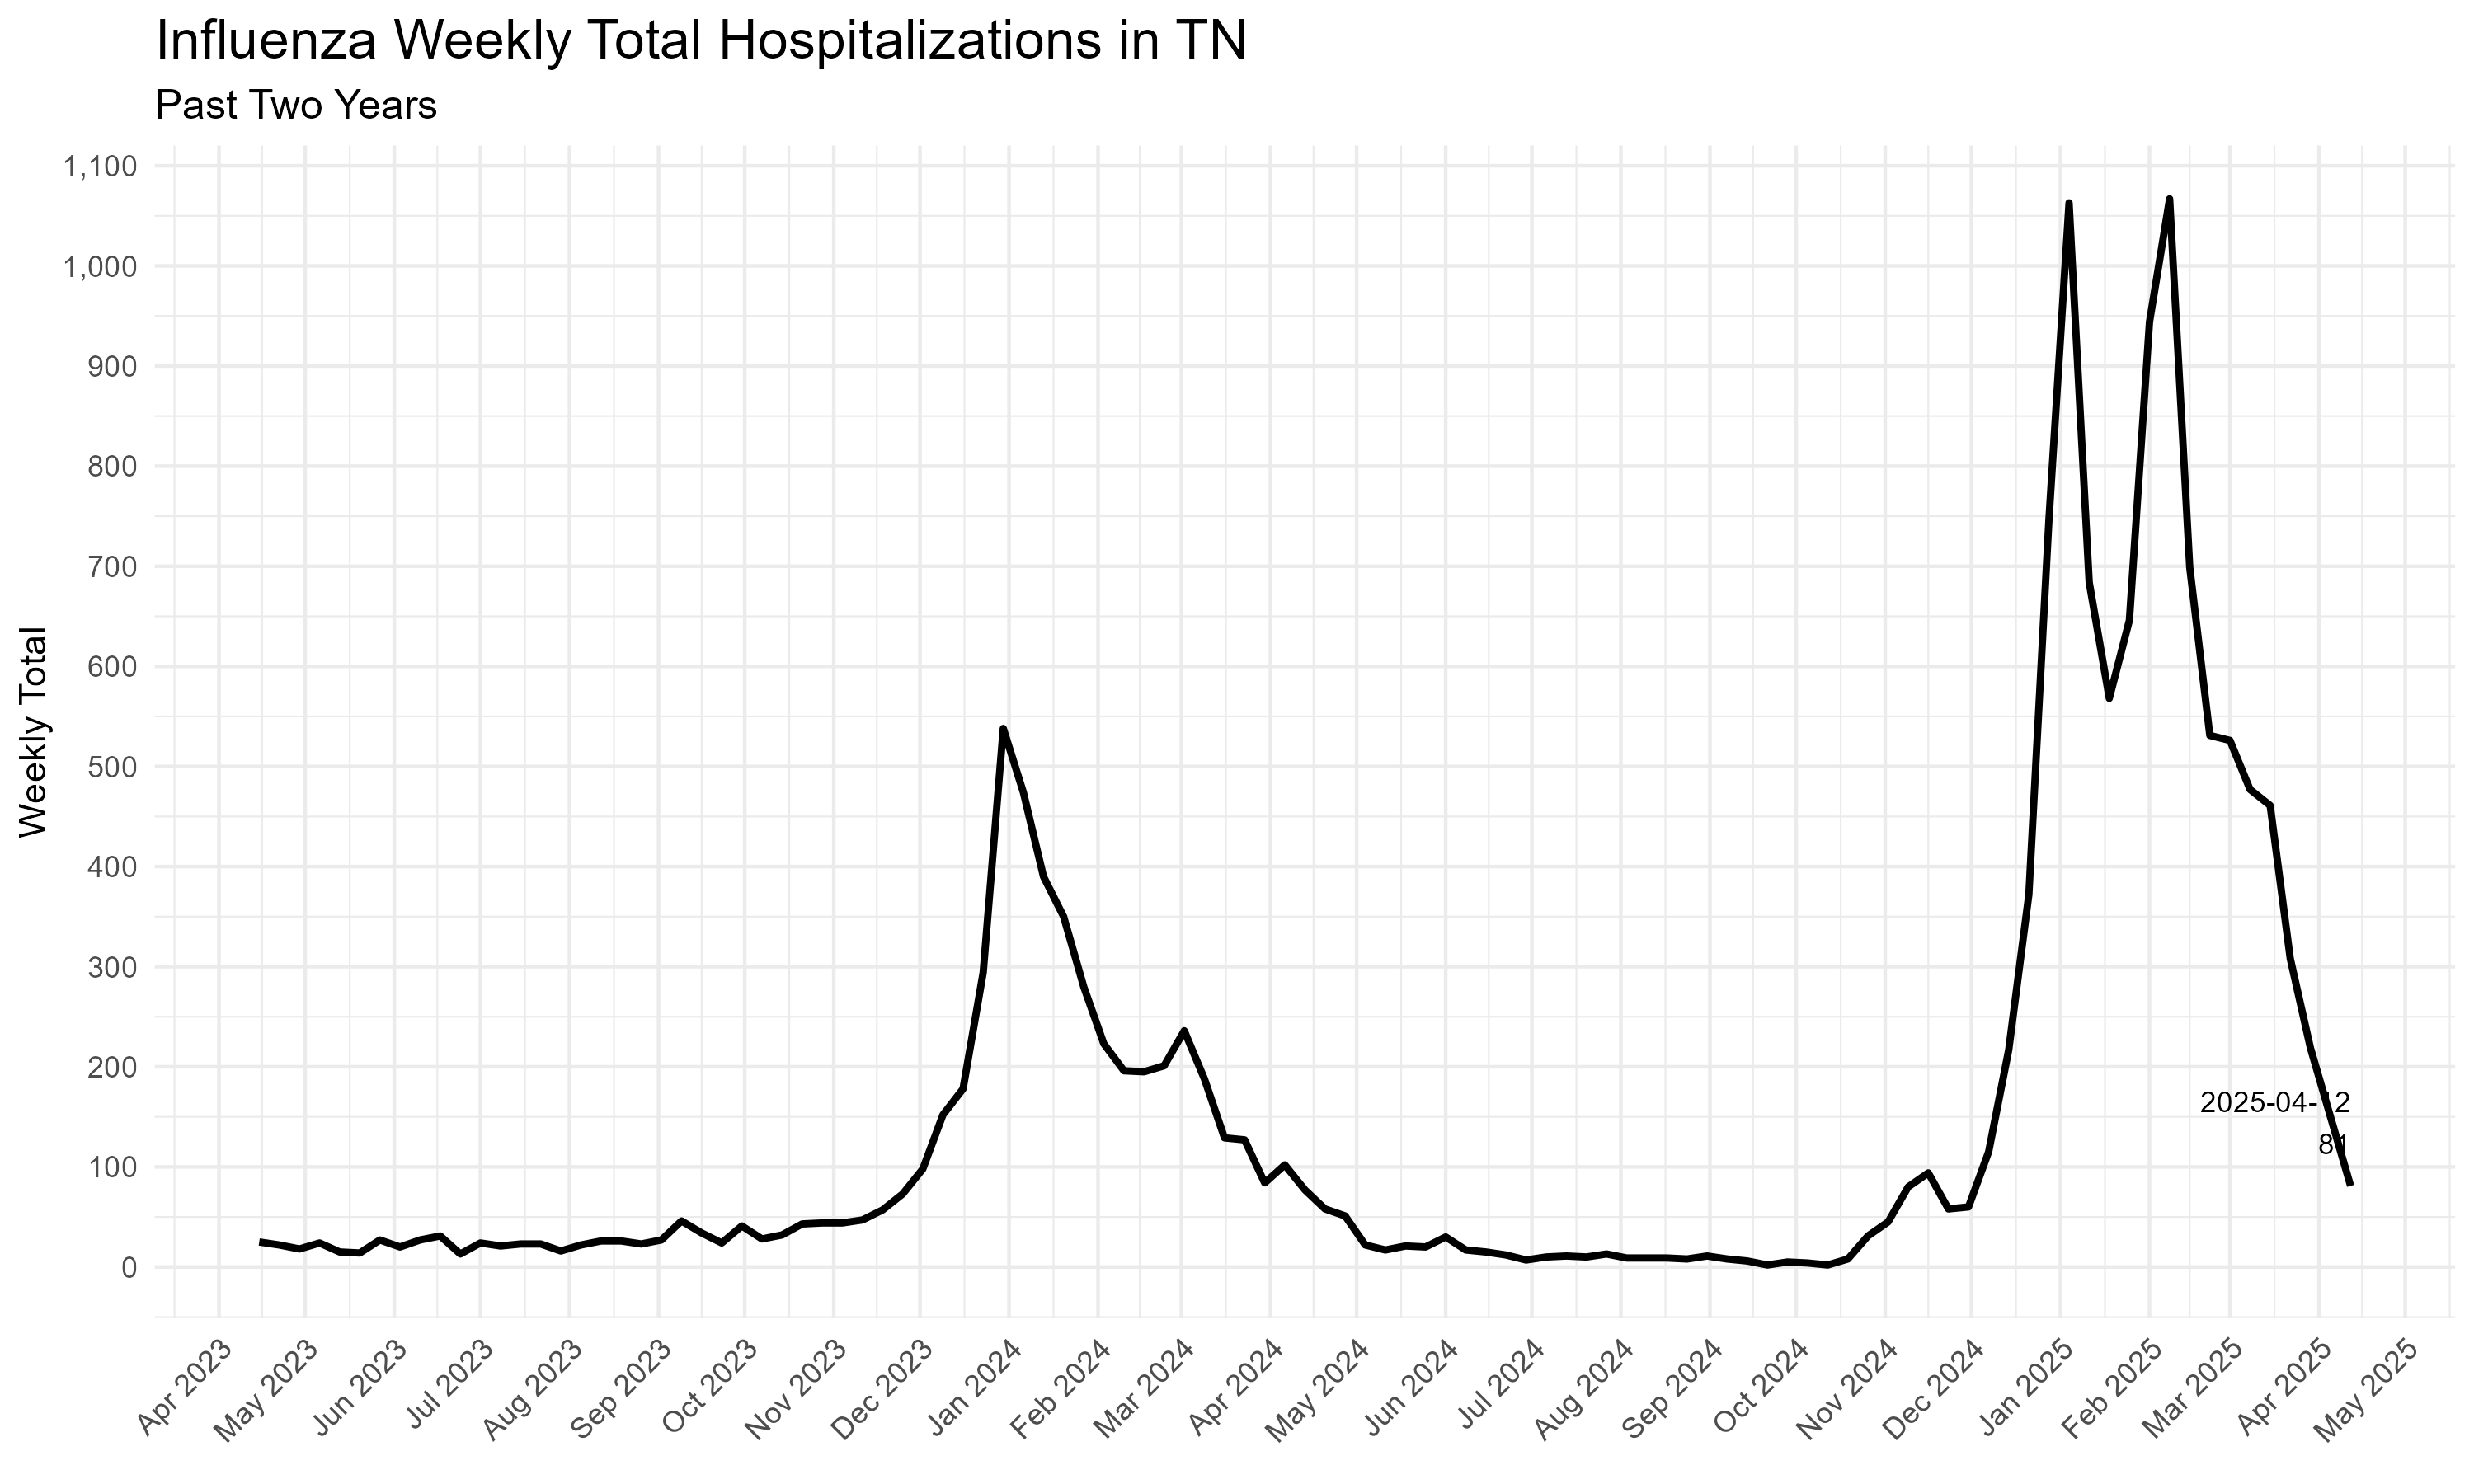 Influenza Weekly Total Hospitalizations in TN
Past Two Years
1,100
1,000
900
800
700
600
500
400
300
200
100
0
Weekly Total
2025-04-12
81
Apr 2023
May 2023
Jun 2023
Jul 2023
Aug 2023
Sep 2023
Oct 2023
Nov 2023
Dec 2023
Jan 2024
Feb 2024
Mar 2024
Apr 2024
May 2024
Jun 2024
Jul 2024
Aug 2024
Sep 2024
Oct 2024
Nov 2024
Dec 2024
Jan 2025
Feb 2025
Mar 2025
Apr 2025
May 2025